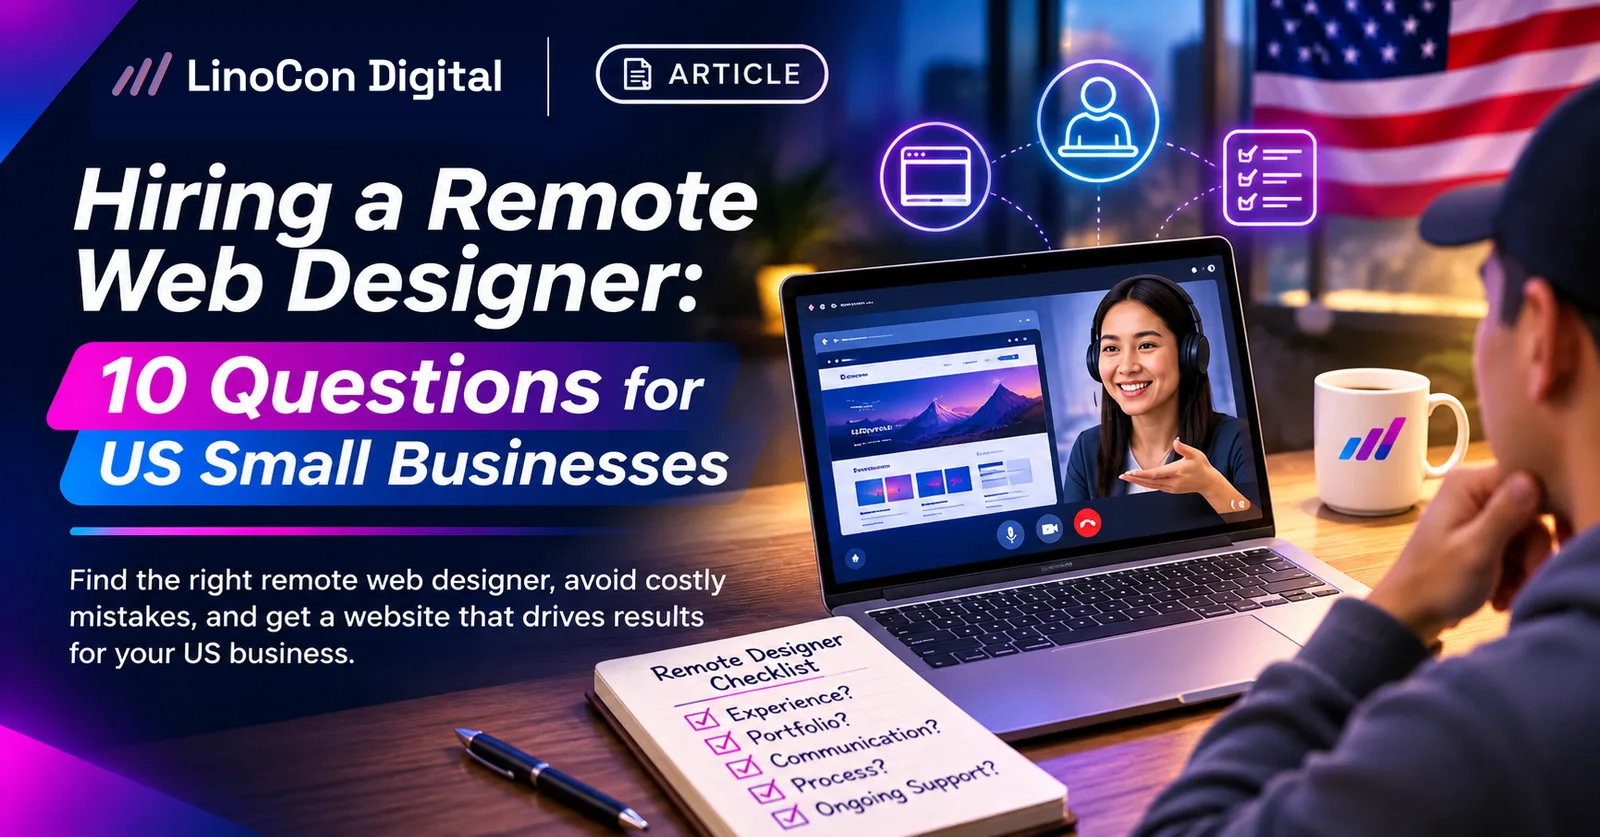 LinoCon Digital
ARTICLE
Hiring a Remote
Web Designer:
10 Questions for
US Small Businesses
Find the right remote web designer, avoid costly
mistakes, and get a website that drives results
for your US business.
Remote Designer
Checklist
Experience?
Portfolio?
Communication?
Process?
Ongoing Support?